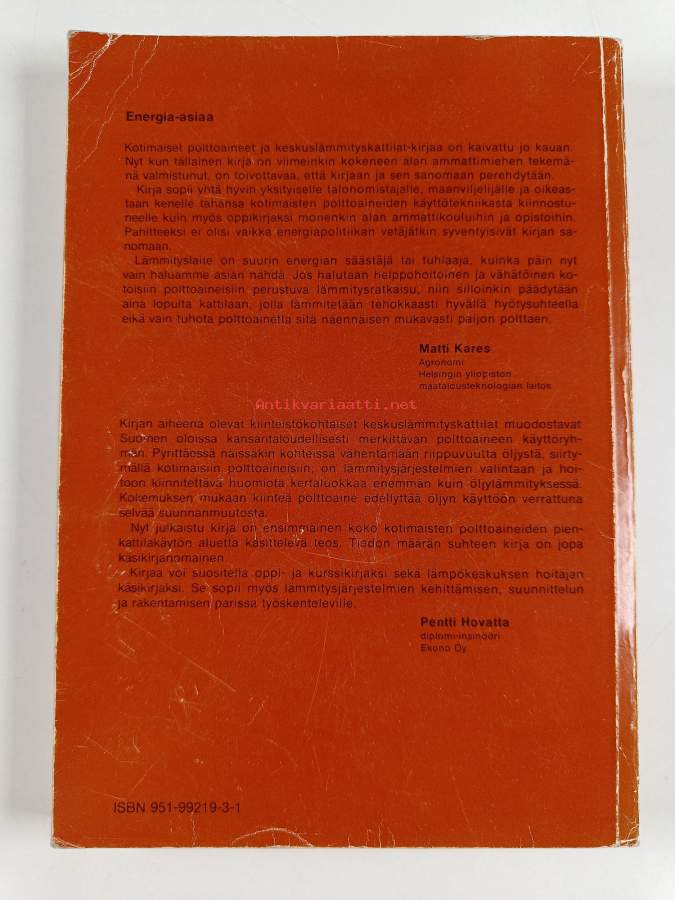 Energia-asiaa
Kotimaiset polttoaineet ja keskuslämmityskattilat-kirjaa on kaivattu jo kauan.
Nyt kun tällainen kirja on viimeinkin kokeneen alan ammattimiehen tekemä-
nä valmistunut, on toivottavaa, että kirjaan ja sen sanomaan perehdytään.
Kirja sopii yhtä hyvin yksityiselle talonomistajalle, maanviljelijälle ja oikeas-
taan kenelle tahansa kotimaisten polttoaineiden käyttötekniikasta kiinnostu-
neelle kuin myös oppikirjaksi monenkin alan ammattikouluihin ja opistoihin.
Pahitteeksi ei olisi vaikka energiapolitiikan vetäjätkin syventyisivät kirjan sa-
nomaan.
Lämmityslaite on suurin energian säästäjä tai tuhlaaja, kuinka päin nyt
vain haluamme asian nähdä. Jos halutaan helppohoitoinen ja vähätöinen ko-
toisiin polttoaineisiin perustuva lämmitysratkaisu, niin silloinkin päädytään
aina lopulta kattilaan, jolla lämmitetään tehokkaasti hyvällä hyötysuhteella
eikä vain tuhota polttoainetta sitä näennäisen mukavasti paljon polttaen.
Matti Kares
Agronomi
Helsingin yliopiston
maatalousteknologian laitos
Antikvariaatti.net
Kirjan aiheena olevat kiinteistökohtaiset keskuslämmityskattilat muodostavat
Suomen oloissa kansantaloudellisesti merkittävän polttoaineen käyttöryh-
män. Pyrittäessä näissäkin kohteissa vähentämään riippuvuutta öljystä, siirty-
mällä kotimaisiin polttoaineisiin, on lämmitysjärjestelmien valintaan ja hoi-
toon kiinnitettävä huomiota kertaluokkaa enemmän kuin öljylämmityksessä.
Kokemuksen mukaan kiinteä polttoaine edellyttää öljyn käyttöön verrattuna
selvää suunnanmuutosta.
Nyt julkaistu kirja on ensimmäinen koko kotimaisten polttoaineiden pien-
kattilakäytön aluetta käsittelevä teos. Tiedon määrän suhteen kirja on jopa
käsikirjanomainen.
Kirjaa voi suositella oppi- ja kurssikirjaksi sekä lämpökeskuksen hoitajan
käsikirjaksi. Se sopii myös lämmitysjärjestelmien kehittämisen, suunnittelun
ja rakentamisen parissa työskenteleville.
Pentti Hovatta
diplomi-insinööri
Ekono Oy
ISBN 951-99219-3-1